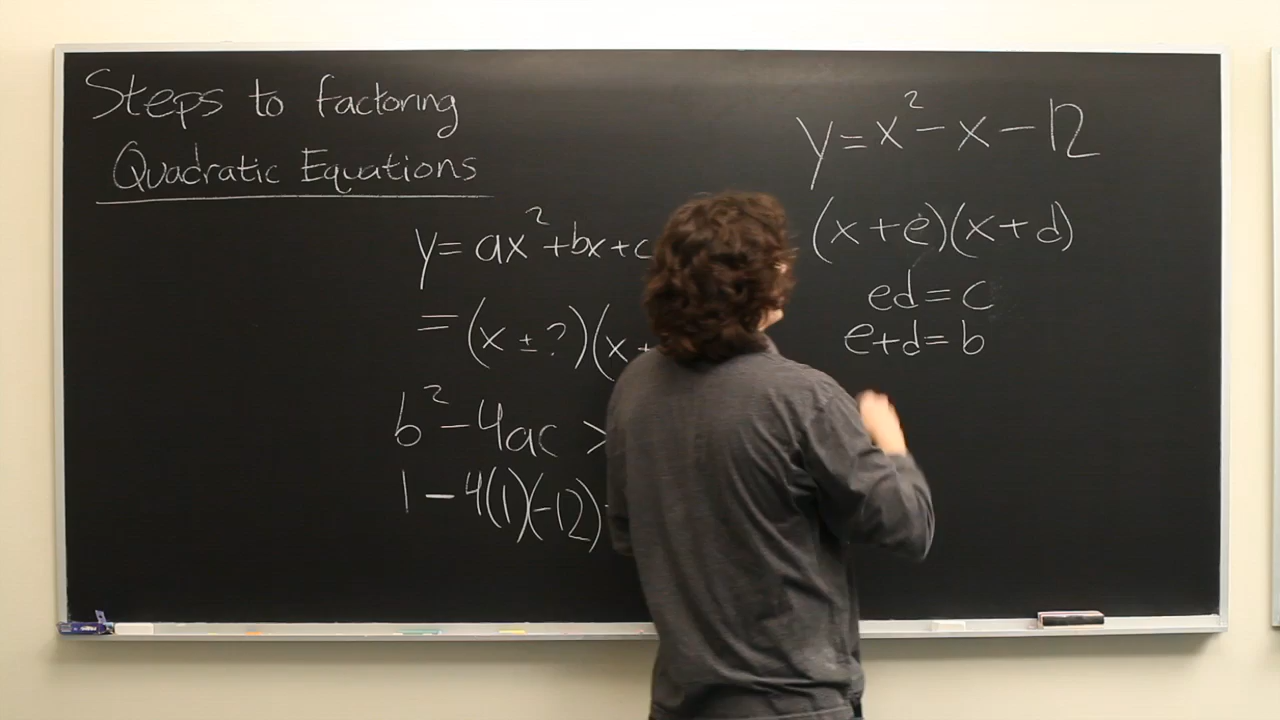 Steps to factoring
Quadratic Equations
y = ax² + bx + c
= (x ± ?)(x +
b² - 4ac >
1 - 4(1)(-12)
y = x² - x - 12
(x + e)(x + d)
ed = c
e + d = b